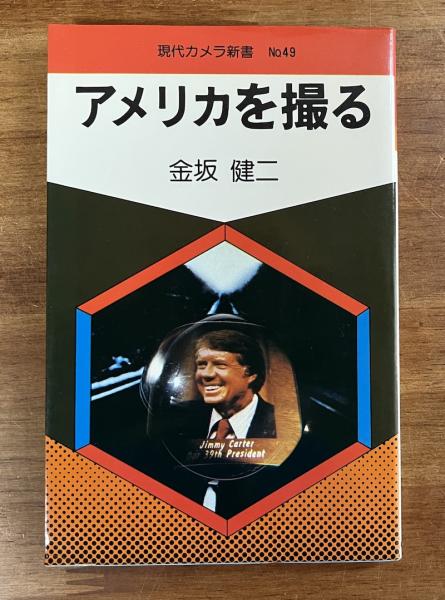 現代カメラ新書 No.49
アメリカを撮る
金坂 健二
Jimmy Carter
Our 39th President